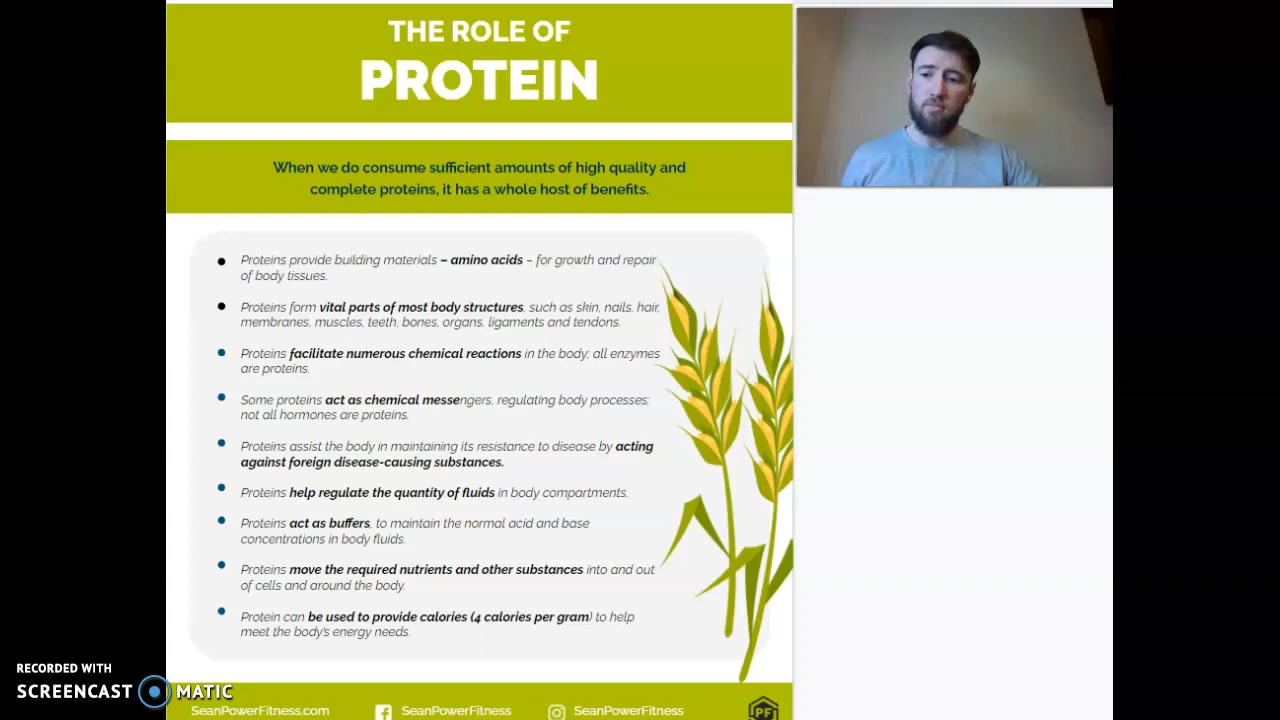 THE ROLE OF
PROTEIN
When we do consume sufficient amounts of high quality and
complete proteins, it has a whole host of benefits.
Proteins provide building materials – amino acids – for growth and repair
of body tissues.
Proteins form vital parts of most body structures, such as skin, nails, hair,
membranes, muscles, teeth, bones, organs, ligaments and tendons.
Proteins facilitate numerous chemical reactions in the body; all enzymes
are proteins.
Some proteins act as chemical messengers, regulating body processes;
not all hormones are proteins.
Proteins assist the body in maintaining its resistance to disease by acting
against foreign disease-causing substances.
Proteins help regulate the quantity of fluids in body compartments.
Proteins act as buffers, to maintain the normal acid and base
concentrations in body fluids.
Proteins move the required nutrients and other substances into and out
of cells and around the body.
Protein can be used to provide calories (4 calories per gram) to help
meet the body's energy needs.
RECORDED WITH
SCREENCAST MATIC
SeanPowerFitness.com SeanPowerFitness SeanPowerFitness
PF